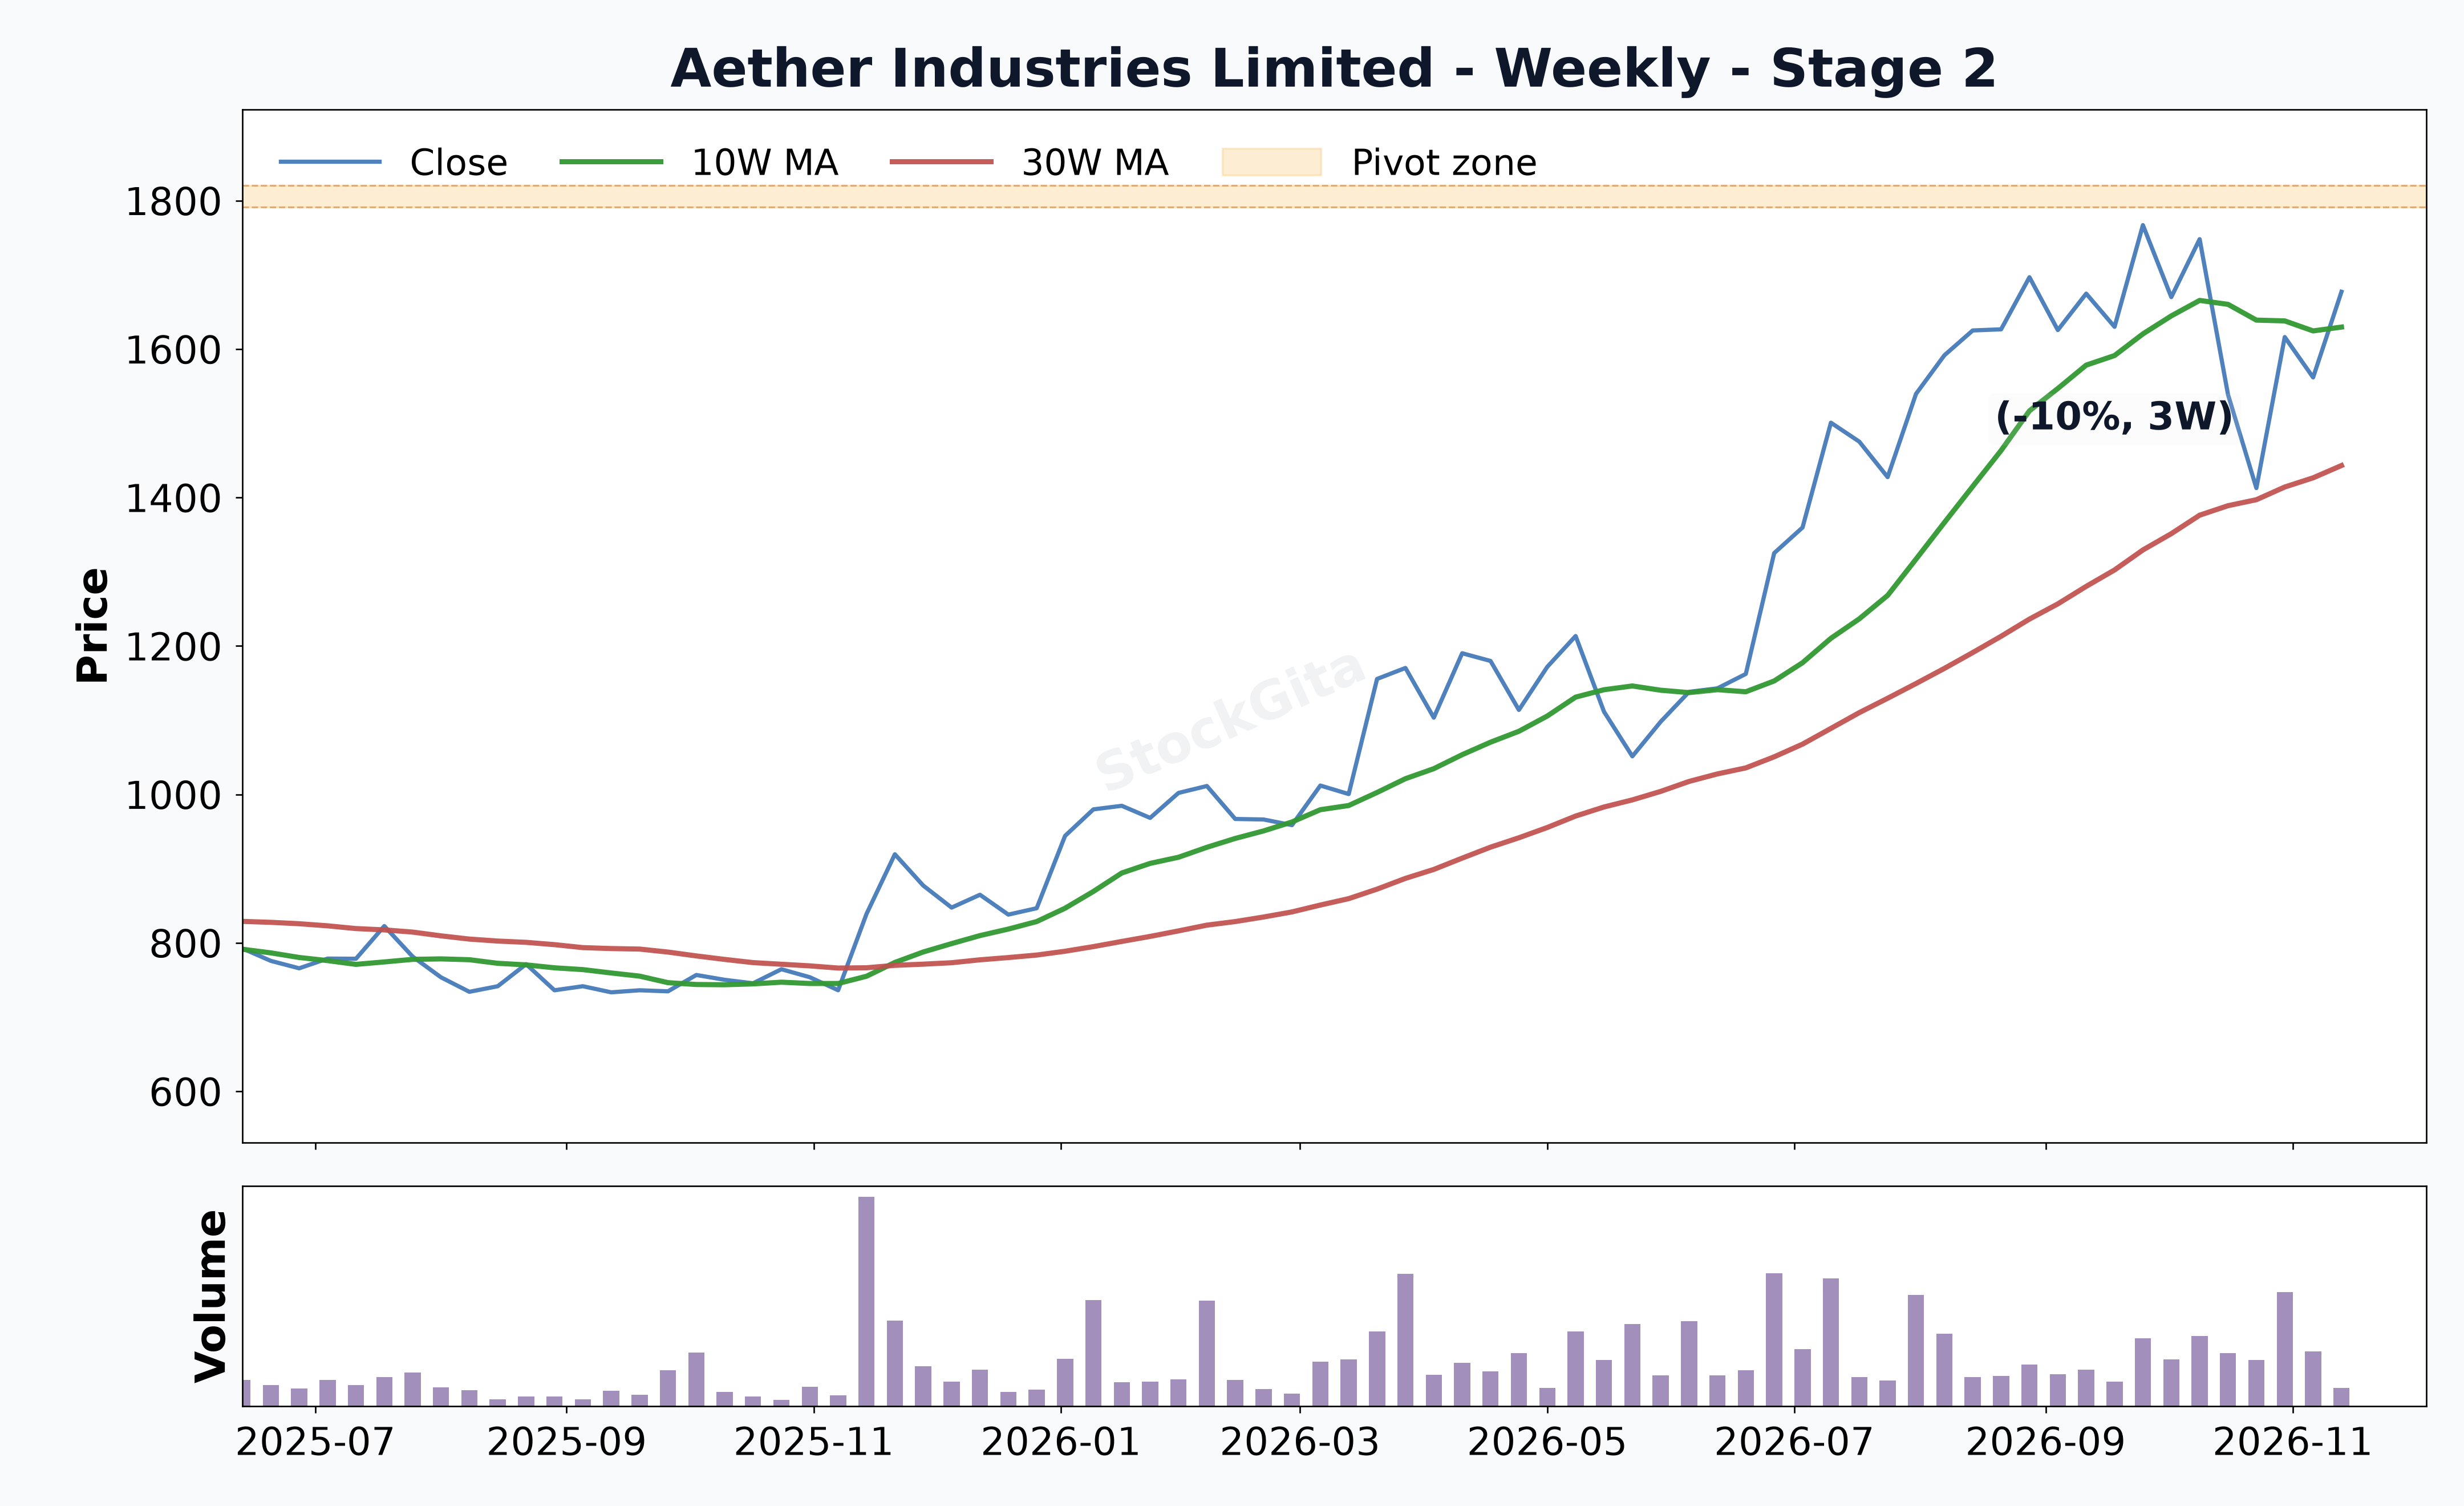 Aether Industries Limited - Weekly - Stage 2
Close 10W MA 30W MA Pivot zone
1800
1600
1400
1200
1000
800
600
Price
(-10%, 3W)
StockGita
Volume
2025-07 2025-09 2025-11 2026-01 2026-03 2026-05 2026-07 2026-09 2026-11